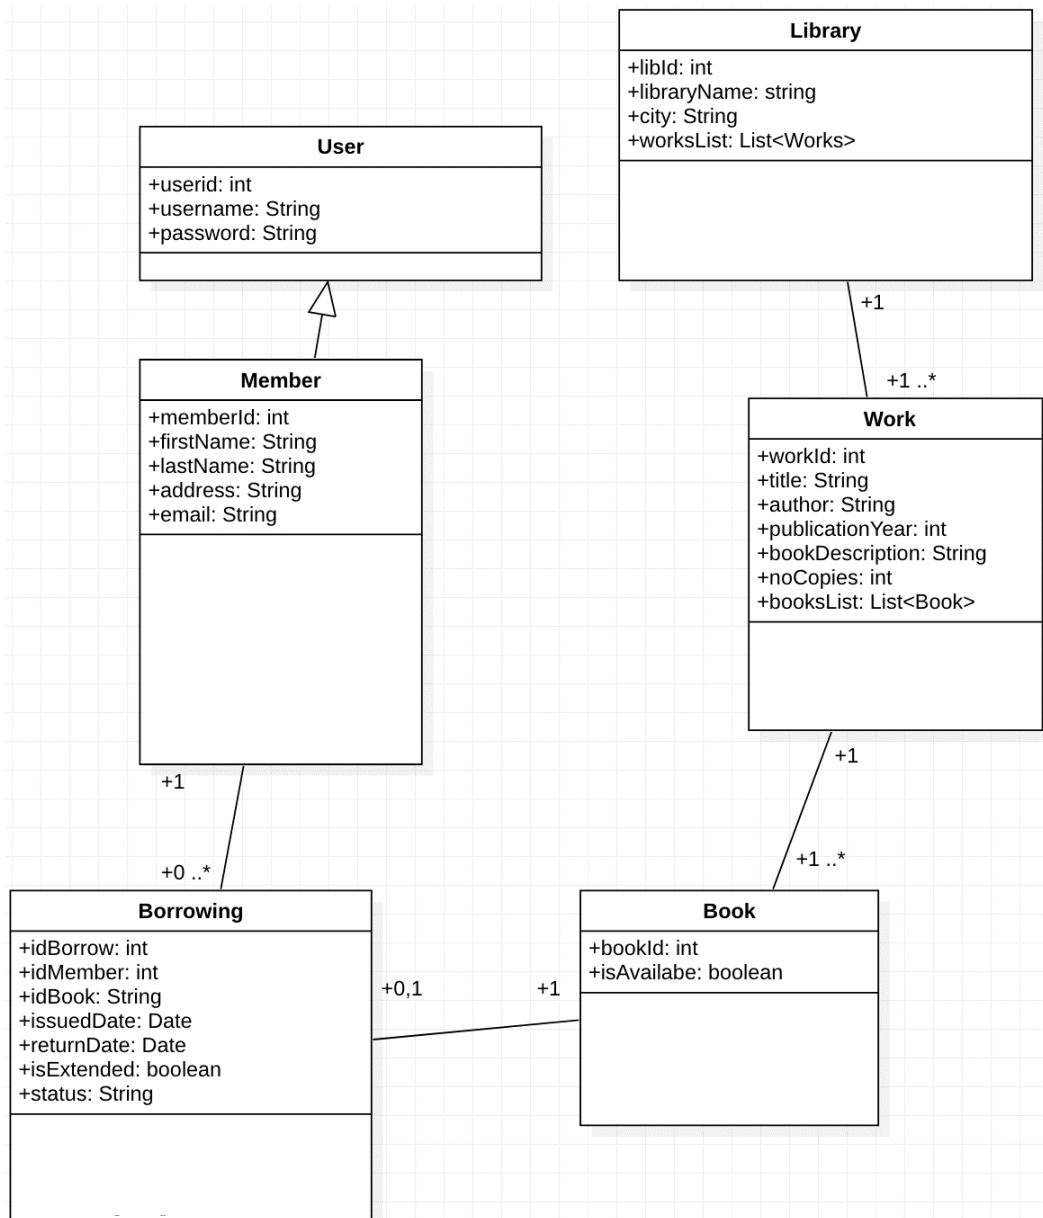 Library
+libId: int
+libraryName: string
+city: String
+worksList: List<Works>
User
+userid: int
+username: String
+password: String
+1
+1 ..*
Member
+memberId: int
+firstName: String
+lastName: String
+address: String
+email: String
Work
+workId: int
+title: String
+author: String
+publicationYear: int
+bookDescription: String
+noCopies: int
+booksList: List<Book>
+1
+0 ..*
+1
+1 ..*
Borrowing
+idBorrow: int
+idMember: int
+idBook: String
+issuedDate: Date
+returnDate: Date
+isExtended: boolean
+status: String
+0,1
+1
Book
+bookId: int
+isAvailabe: boolean